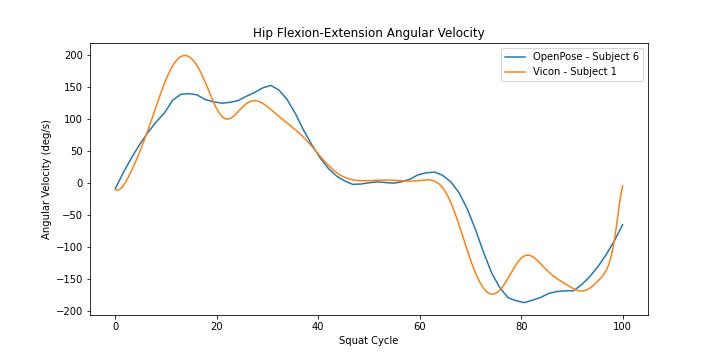 Hip Flexion-Extension Angular Velocity
OpenPose - Subject 6
Vicon - Subject 1
Angular Velocity (deg/s)
200
150
100
50
0
−50
−100
−150
−200
0 20 40 60 80 100
Squat Cycle